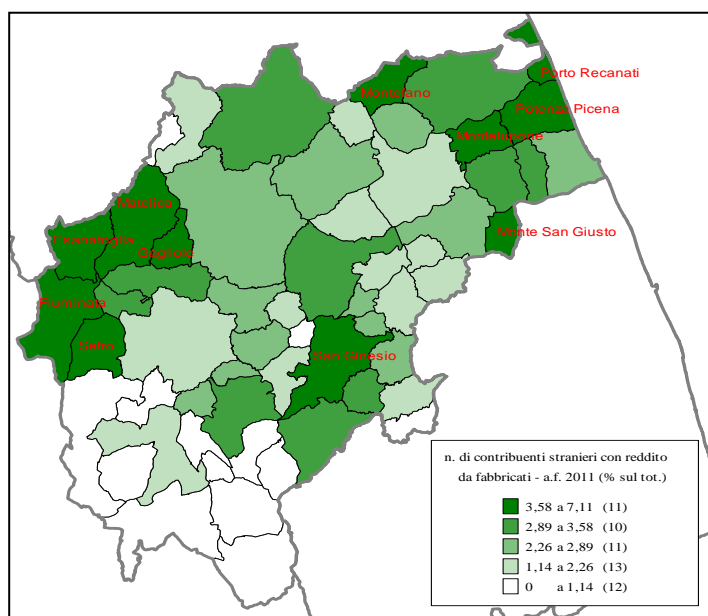 Porto Recanati
Montefano
Potenza Picena
Montelupone
Matelica
Monte San Giusto
Esanatoglia
Gagliole
Fiuminata
Sefro
San Ginesio
n. di contribuenti stranieri con reddito
da fabbricati - a.f. 2011 (% sul tot.)
3,58 a 7,11 (11)
2,89 a 3,58 (10)
2,26 a 2,89 (11)
1,14 a 2,26 (13)
0 a 1,14 (12)